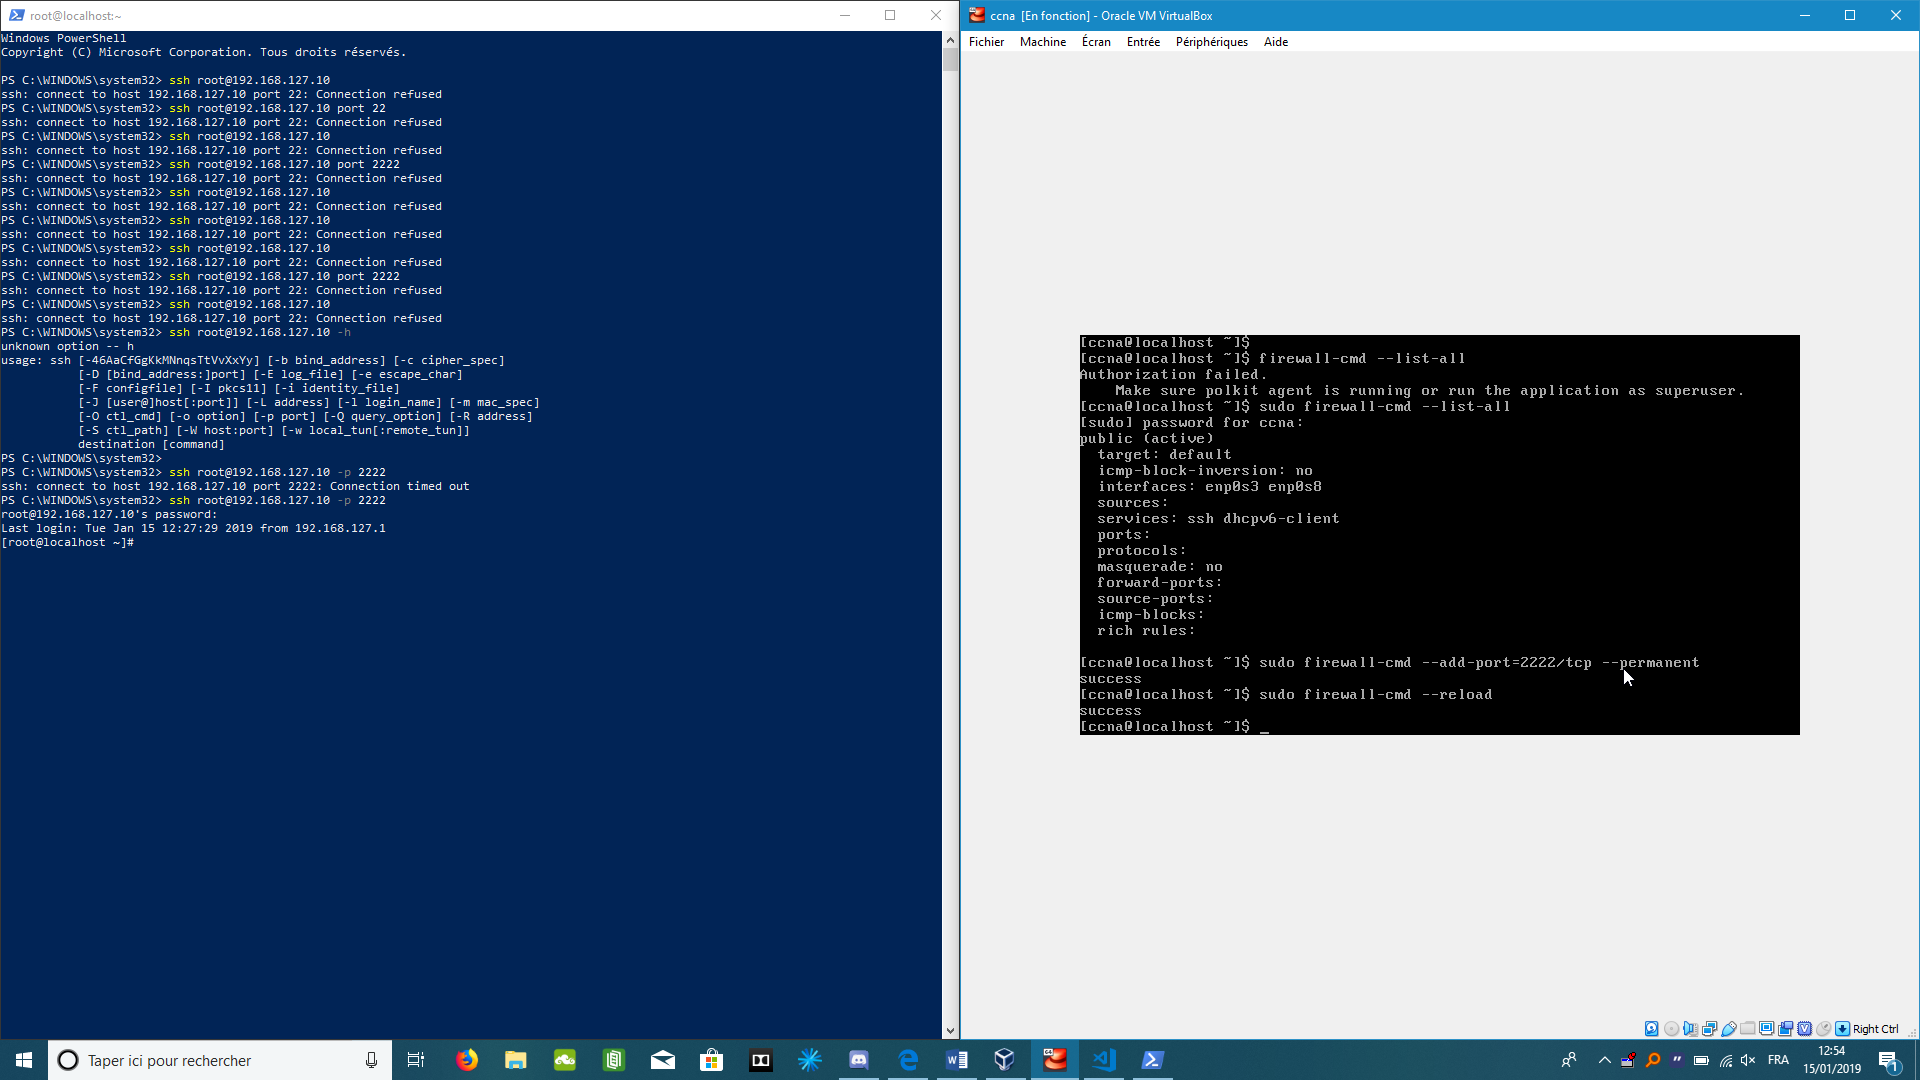 root@localhost:~
Windows PowerShell
Copyright (C) Microsoft Corporation. Tous droits réservés.
PS C:\WINDOWS\system32> ssh root@192.168.127.10
ssh: connect to host 192.168.127.10 port 22: Connection refused
PS C:\WINDOWS\system32> ssh root@192.168.127.10 port 22
ssh: connect to host 192.168.127.10 port 22: Connection refused
PS C:\WINDOWS\system32> ssh root@192.168.127.10
ssh: connect to host 192.168.127.10 port 22: Connection refused
PS C:\WINDOWS\system32> ssh root@192.168.127.10 port 2222
ssh: connect to host 192.168.127.10 port 22: Connection refused
PS C:\WINDOWS\system32> ssh root@192.168.127.10
ssh: connect to host 192.168.127.10 port 22: Connection refused
PS C:\WINDOWS\system32> ssh root@192.168.127.10
ssh: connect to host 192.168.127.10 port 22: Connection refused
PS C:\WINDOWS\system32> ssh root@192.168.127.10
ssh: connect to host 192.168.127.10 port 22: Connection refused
PS C:\WINDOWS\system32> ssh root@192.168.127.10 port 2222
ssh: connect to host 192.168.127.10 port 22: Connection refused
PS C:\WINDOWS\system32> ssh root@192.168.127.10
ssh: connect to host 192.168.127.10 port 22: Connection refused
PS C:\WINDOWS\system32> ssh root@192.168.127.10 -h
unknown option -- h
usage: ssh [-46AaCfGgKkMNnqsTtVvXxYy] [-b bind_address] [-c cipher_spec]
           [-D [bind_address:]port] [-E log_file] [-e escape_char]
           [-F configfile] [-I pkcs11] [-i identity_file]
           [-J [user@]host[:port]] [-L address] [-l login_name] [-m mac_spec]
           [-O ctl_cmd] [-o option] [-p port] [-Q query_option] [-R address]
           [-S ctl_path] [-W host:port] [-w local_tun[:remote_tun]]
           destination [command]
PS C:\WINDOWS\system32>
PS C:\WINDOWS\system32> ssh root@192.168.127.10 -p 2222
ssh: connect to host 192.168.127.10 port 2222: Connection timed out
PS C:\WINDOWS\system32> ssh root@192.168.127.10 -p 2222
root@192.168.127.10's password:
Last login: Tue Jan 15 12:27:29 2019 from 192.168.127.1
[root@localhost ~]#
ccna [En fonction] - Oracle VM VirtualBox
Fichier Machine Écran Entrée Périphériques Aide
[ccna@localhost ~]$
[ccna@localhost ~]$ firewall-cmd --list-all
Authorization failed.
    Make sure polkit agent is running or run the application as superuser.
[ccna@localhost ~]$ sudo firewall-cmd --list-all
[sudo] password for ccna:
public (active)
  target: default
  icmp-block-inversion: no
  interfaces: enp0s3 enp0s8
  sources:
  services: ssh dhcpv6-client
  ports:
  protocols:
  masquerade: no
  forward-ports:
  source-ports:
  icmp-blocks:
  rich rules:
[ccna@localhost ~]$ sudo firewall-cmd --add-port=2222/tcp --permanent
success
[ccna@localhost ~]$ sudo firewall-cmd --reload
success
[ccna@localhost ~]$ _
Right Ctrl
Taper ici pour rechercher
FRA
12:54
15/01/2019
1